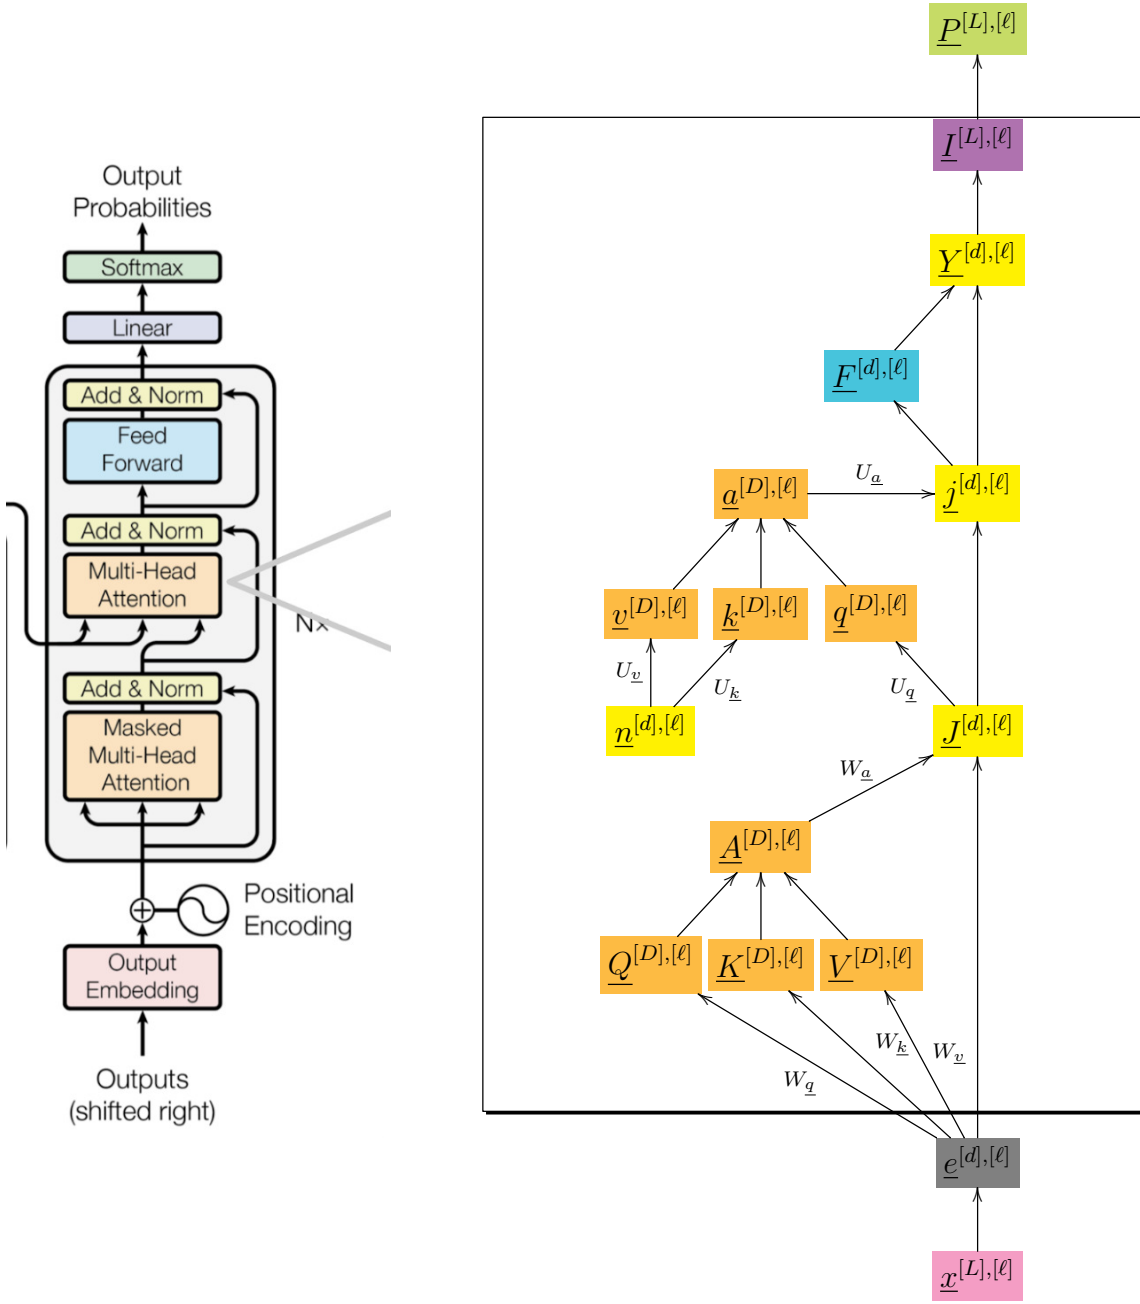 Output
Probabilities
Softmax
Linear
Add & Norm
Feed
Forward
Add & Norm
Multi-Head
Attention
N×
Add & Norm
Masked
Multi-Head
Attention
Positional
Encoding
Output
Embedding
Outputs
(shifted right)
P^{[L],[ℓ]}
I^{[L],[ℓ]}
Y^{[d],[ℓ]}
F^{[d],[ℓ]}
a^{[D],[ℓ]}
U_a
j^{[d],[ℓ]}
v^{[D],[ℓ]}
k^{[D],[ℓ]}
q^{[D],[ℓ]}
U_v
U_k
U_q
n^{[d],[ℓ]}
J^{[d],[ℓ]}
W_a
A^{[D],[ℓ]}
Q^{[D],[ℓ]}
K^{[D],[ℓ]}
V^{[D],[ℓ]}
W_q
W_k
W_v
e^{[d],[ℓ]}
x^{[L],[ℓ]}